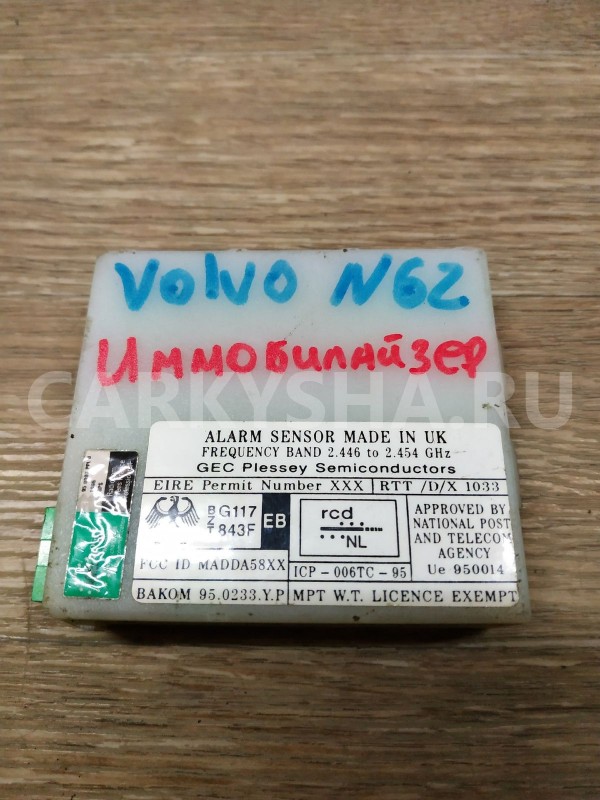 Volvo N62
Иммобилайзер
CARKYSHA.RU
ALARM SENSOR MADE IN UK
FREQUENCY BAND 2.446 to 2.454 GHz
GEC Plessey Semiconductors
EIRE Permit Number XXX RTT /D/X 1033
BZT G117 843F EB
rcd
NL
APPROVED BY
NATIONAL POST
AND TELECOM
AGENCY
Ue 950014
FCC ID MADDA58XX
ICP-006TC-95
BAKOM 95.0233.Y.P MPT W.T. LICENCE EXEMPT